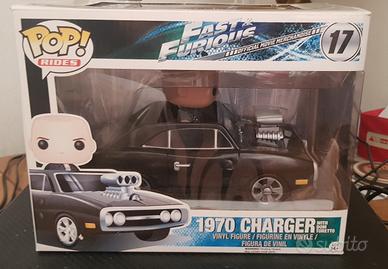 POP!
RIDES
FAST &
FURIOUS
OFFICIAL MOVIE MERCHANDISE
17
1970 CHARGER
WITH DOM TORETTO
VINYL FIGURE / FIGURINE EN VINYLE /
FIGURA DE VINIL
subito